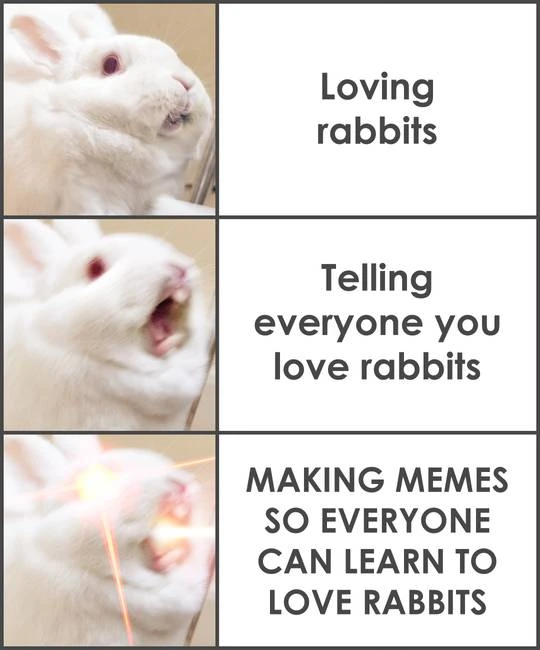 Loving
rabbits
Telling
everyone you
love rabbits
MAKING MEMES
SO EVERYONE
CAN LEARN TO
LOVE RABBITS